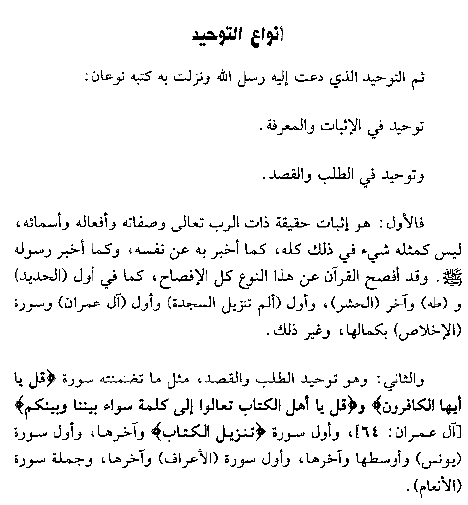 أنواع التوحيد
ثم التوحيد الذي دعت إليه رسل الله ونزلت به كتبه نوعان:
توحيد في الإثبات والمعرفة.
وتوحيد في الطلب والقصد.
فالأول: هو إثبات حقيقة ذات الرب تعالى وصفاته وأفعاله وأسمائه،
ليس كمثله شيء في ذلك كله، كما أخبر به عن نفسه، وكما أخبر رسوله
ﷺ. وقد أفصح القرآن عن هذا النوع كل الإفصاح، كما في أول (الحديد)
و (طه) وآخر (الحشر)، وأول (ألم تنزيل السجدة) وأول (آل عمران) وسورة
(الإخلاص) بكمالها، وغير ذلك.
والثاني: وهو توحيد الطلب والقصد، مثل ما تضمنته سورة ﴿قل يا
أيها الكافرون﴾ و﴿قل يا أهل الكتاب تعالوا إلى كلمة سواء بيننا وبينكم﴾
[آل عمران: ٦٤]، وأول سورة ﴿تنزيل الكتاب﴾ وآخرها، وأول سورة
(يونس) وأوسطها وآخرها، وأول سورة (الأعراف) وآخرها، وجملة سورة
(الأنعام).